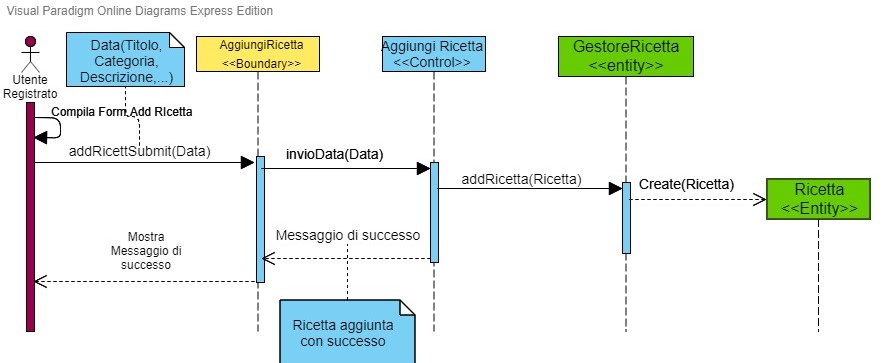 Visual Paradigm Online Diagrams Express Edition
Data(Titolo,
Categoria,
Descrizione,...)
AggiungiRicetta
<<Boundary>>
Aggiungi Ricetta
<<Control>>
GestoreRicetta
<<entity>>
Utente
Registrato
Compila Form Add RIcetta
addRicettSubmit(Data)
invioData(Data)
addRicetta(Ricetta)
Create(Ricetta)
Ricetta
<<Entity>>
Messaggio di successo
Mostra
Messaggio di
successo
Ricetta aggiunta
con successo